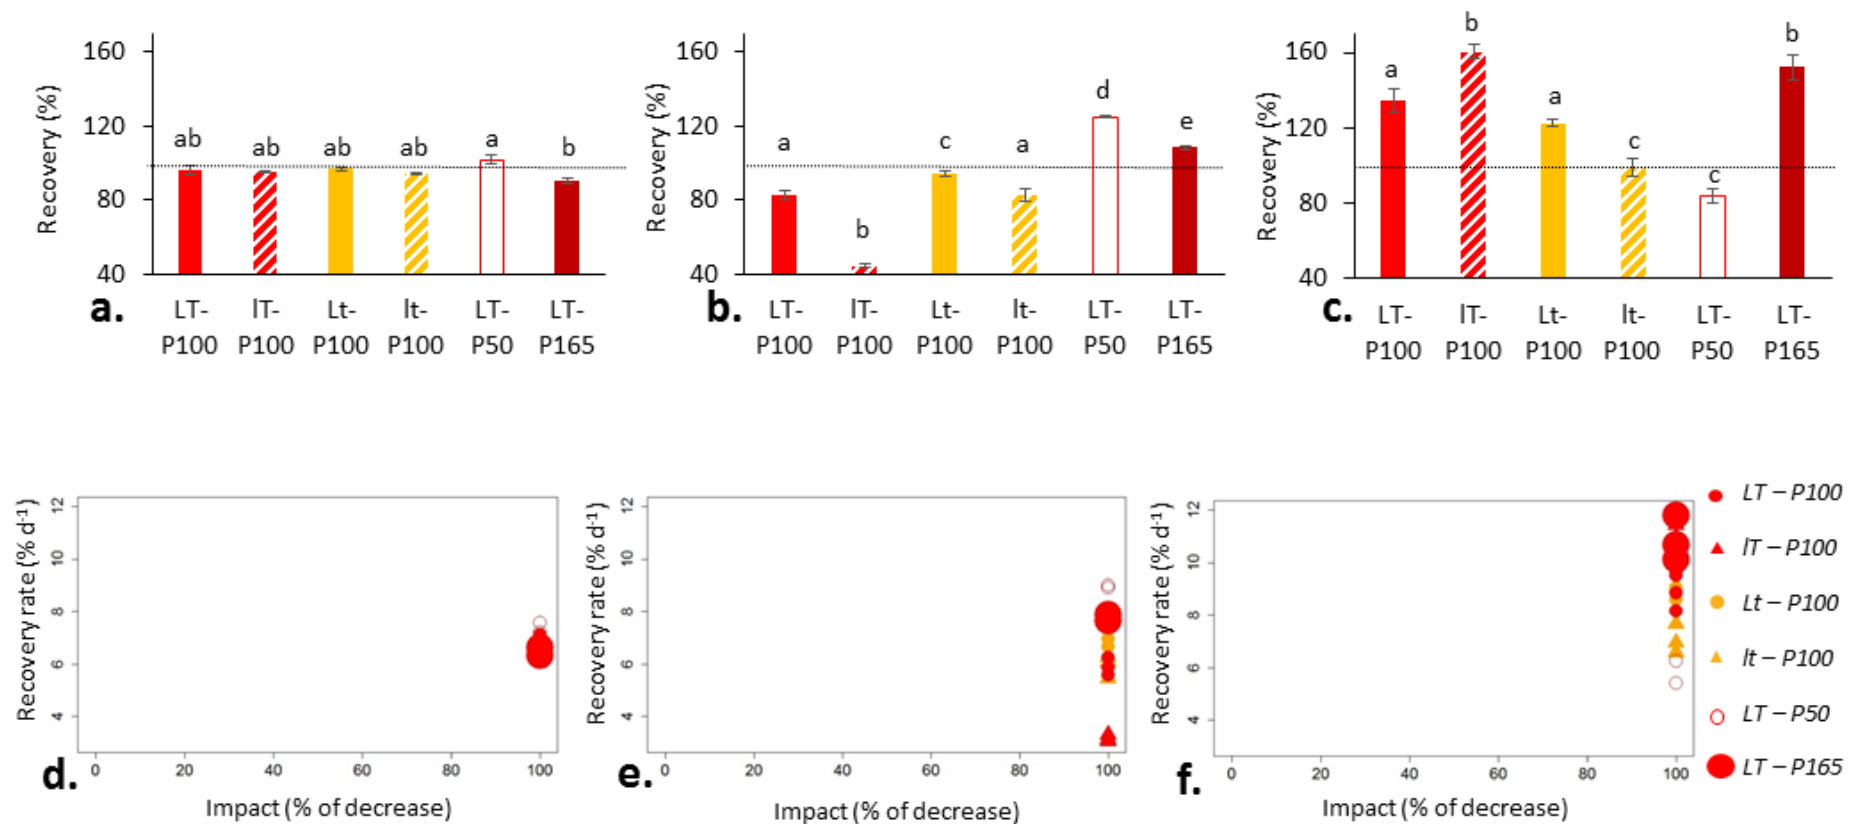 Recovery (%)
160
120
80
40
ab
ab
ab
ab
a
b
a.
LT-
P100
lT-
P100
Lt-
P100
lt-
P100
LT-
P50
LT-
P165
Recovery (%)
160
120
80
40
a
b
c
a
d
e
b.
LT-
P100
lT-
P100
Lt-
P100
lt-
P100
LT-
P50
LT-
P165
Recovery (%)
160
120
80
40
a
b
a
c
c
b
c.
LT-
P100
lT-
P100
Lt-
P100
lt-
P100
LT-
P50
LT-
P165
Recovery rate (% d-1)
12
10
8
6
4
d.
0 20 40 60 80 100
Impact (% of decrease)
Recovery rate (% d-1)
12
10
8
6
4
e.
0 20 40 60 80 100
Impact (% of decrease)
Recovery rate (% d-1)
12
10
8
6
4
f.
0 20 40 60 80 100
Impact (% of decrease)
LT – P100
lT – P100
Lt – P100
lt – P100
LT – P50
LT – P165